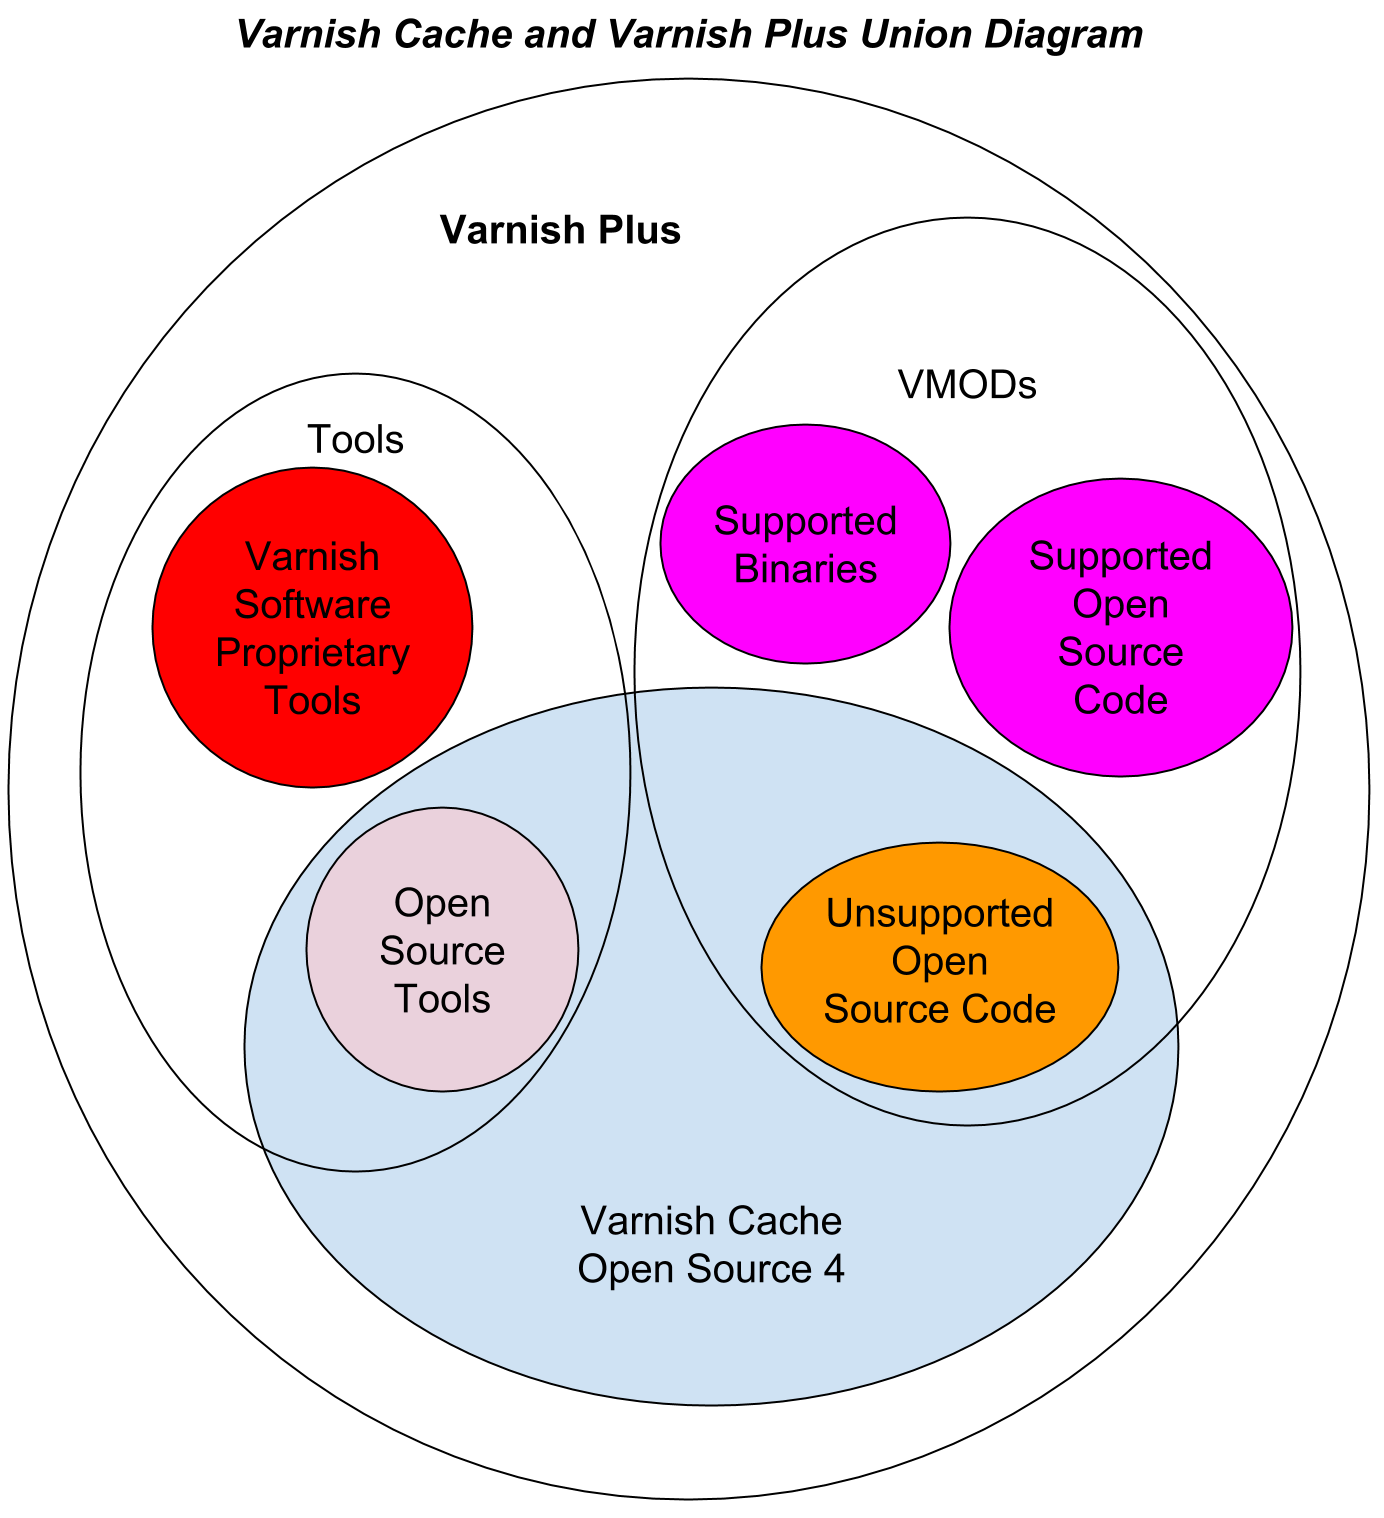 Varnish Cache and Varnish Plus Union Diagram
Varnish Plus
VMODs
Tools
Supported
Binaries
Supported
Open
Source
Code
Varnish
Software
Proprietary
Tools
Open
Source
Tools
Unsupported
Open
Source Code
Varnish Cache
Open Source 4